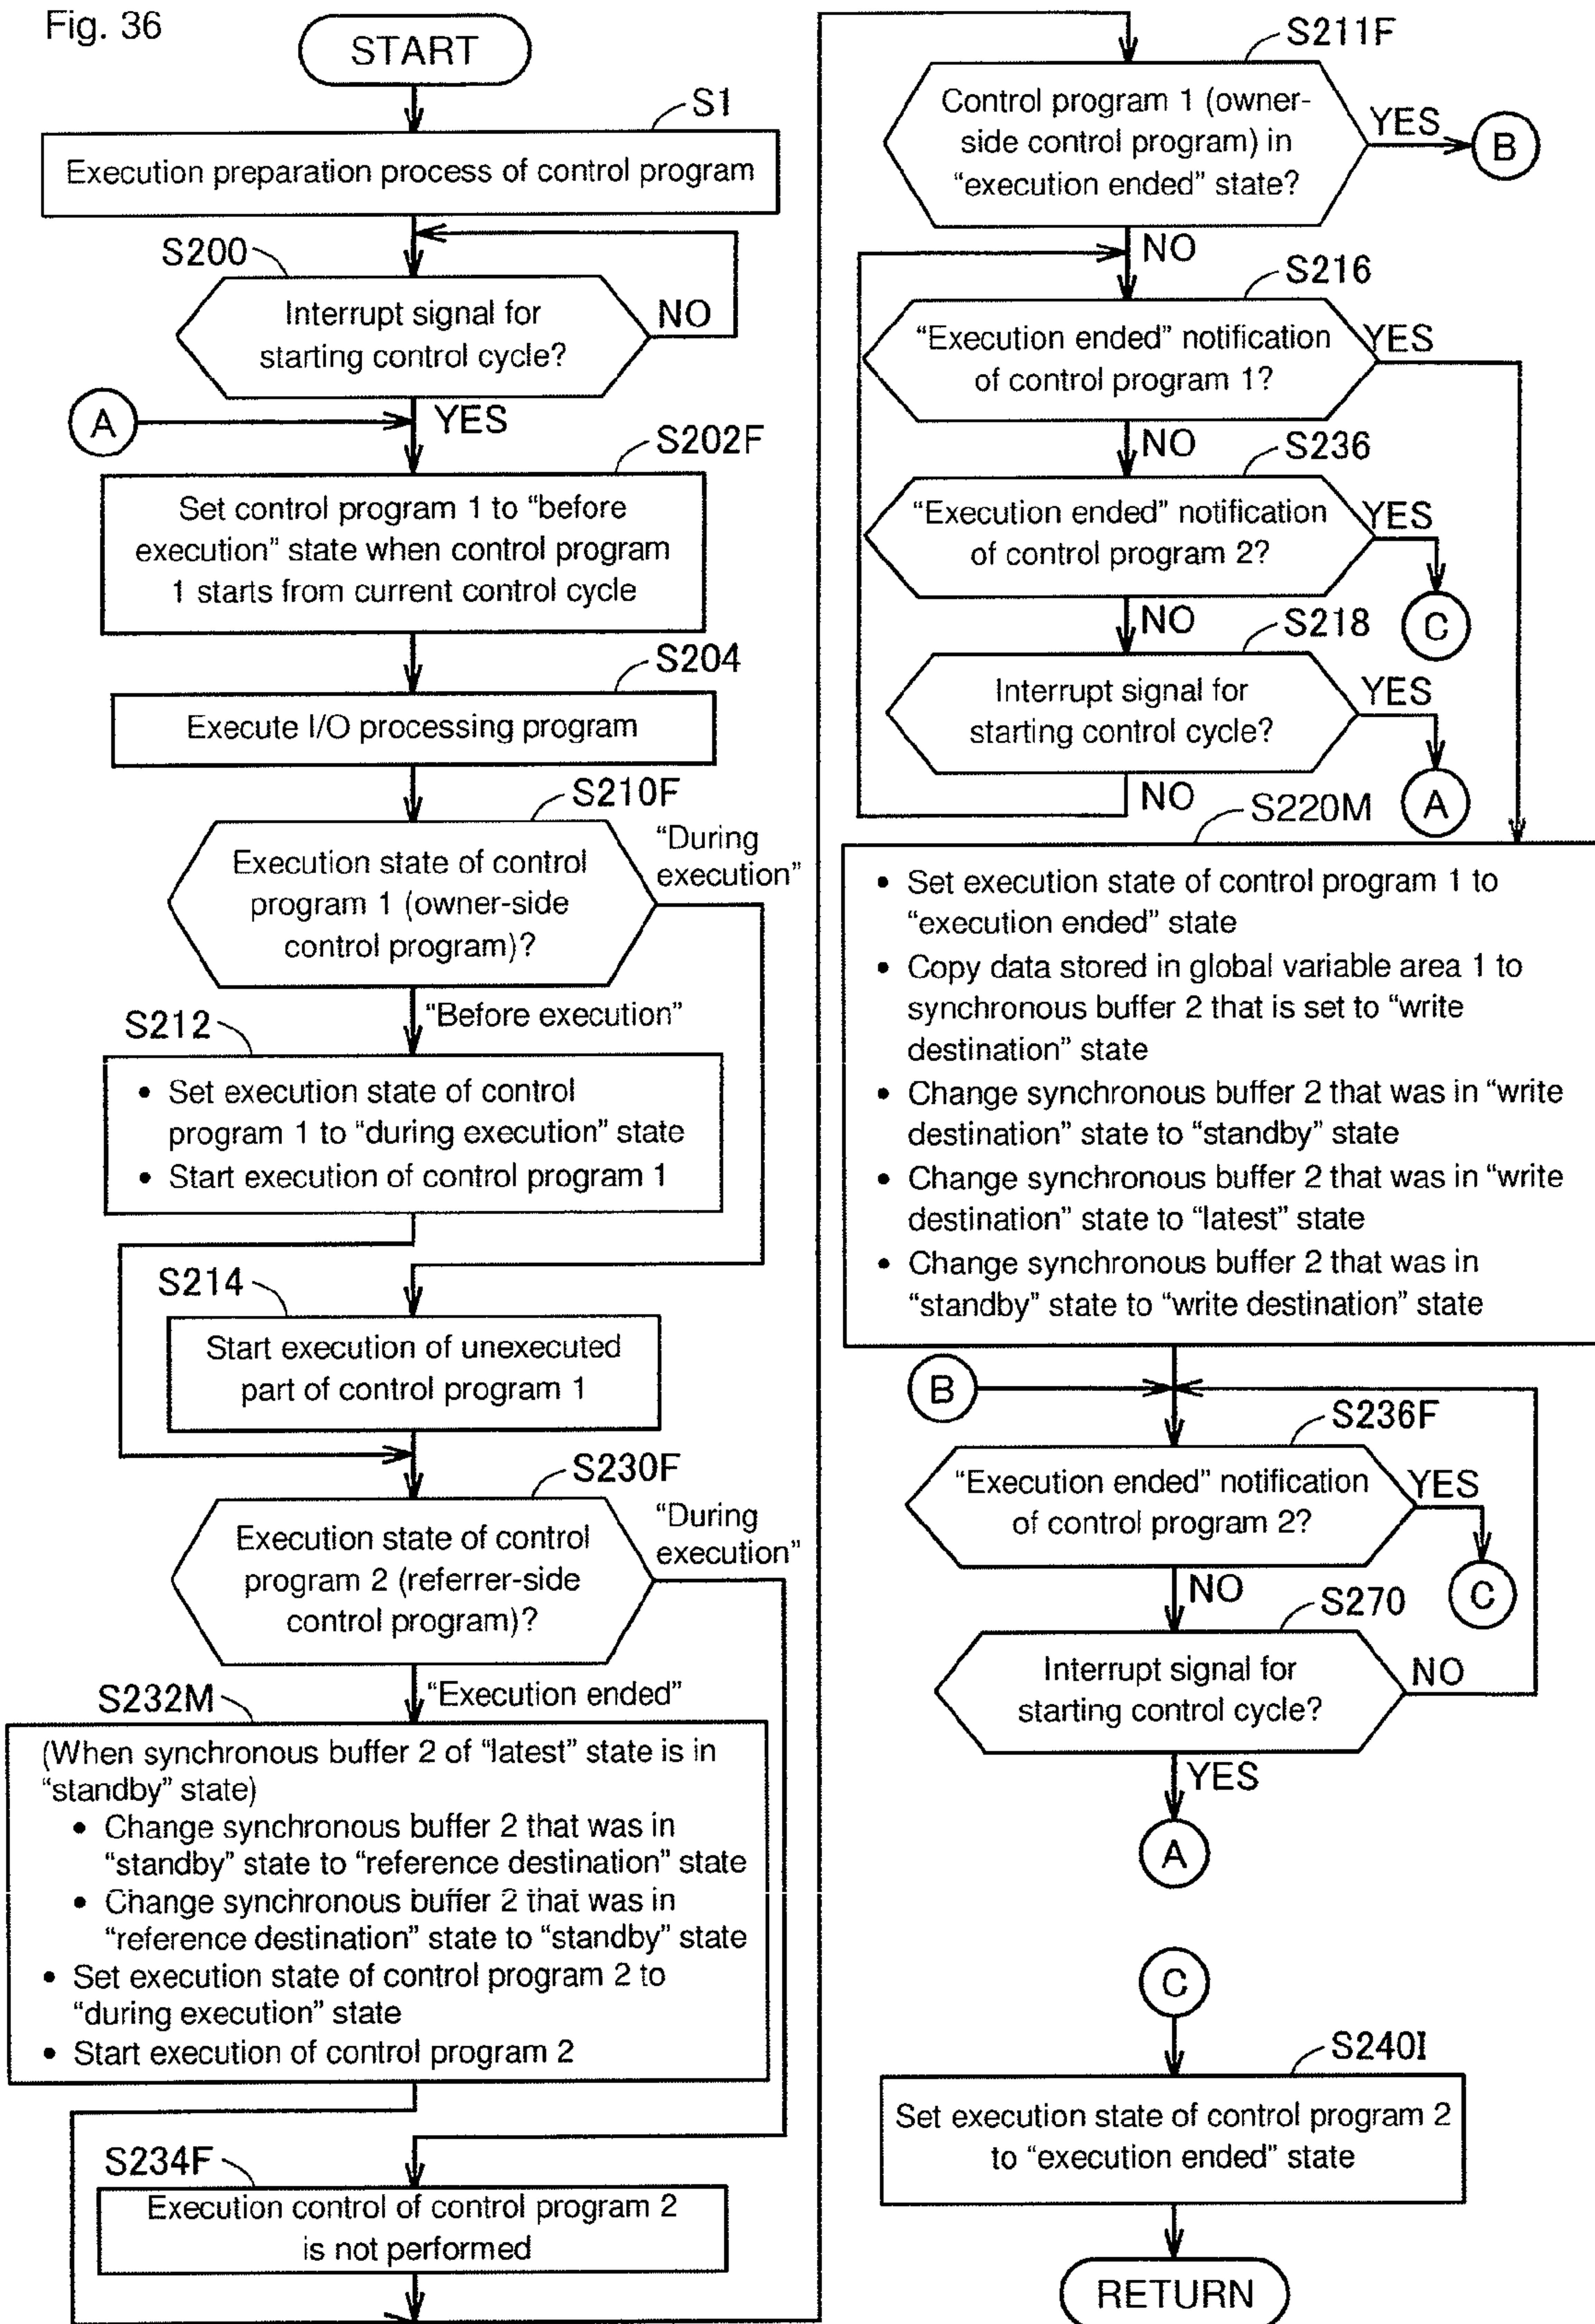 Fig. 36
START
S1
Execution preparation process of control program
S200
Interrupt signal for
starting control cycle?
NO
A
YES
S202F
Set control program 1 to “before
execution” state when control program
1 starts from current control cycle
S204
Execute I/O processing program
S210F
Execution state of control
program 1 (owner-side
control program)?
“During
execution”
“Before execution”
S212
• Set execution state of control
program 1 to “during execution” state
• Start execution of control program 1
S214
Start execution of unexecuted
part of control program 1
S230F
Execution state of control
program 2 (referrer-side
control program)?
“During
execution”
“Execution ended”
S232M
(When synchronous buffer 2 of “latest” state is in
“standby” state)
• Change synchronous buffer 2 that was in
“standby” state to “reference destination” state
• Change synchronous buffer 2 that was in
“reference destination” state to “standby” state
• Set execution state of control program 2 to
“during execution” state
• Start execution of control program 2
S234F
Execution control of control program 2
is not performed
S211F
Control program 1 (owner-
side control program) in
“execution ended” state?
YES
B
NO
S216
“Execution ended” notification
of control program 1?
YES
NO
S236
“Execution ended” notification
of control program 2?
YES
C
NO
S218
Interrupt signal for
starting control cycle?
YES
A
NO
S220M
• Set execution state of control program 1 to
“execution ended” state
• Copy data stored in global variable area 1 to
synchronous buffer 2 that is set to “write
destination” state
• Change synchronous buffer 2 that was in “write
destination” state to “standby” state
• Change synchronous buffer 2 that was in “write
destination” state to “latest” state
• Change synchronous buffer 2 that was in
“standby” state to “write destination” state
B
S236F
“Execution ended” notification
of control program 2?
YES
C
NO
S270
Interrupt signal for
starting control cycle?
NO
YES
A
C
S240I
Set execution state of control program 2
to “execution ended” state
RETURN